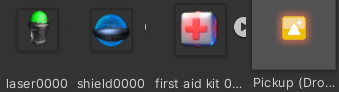 laser0000
shield0000
first aid kit 0...
Pickup (Dro...